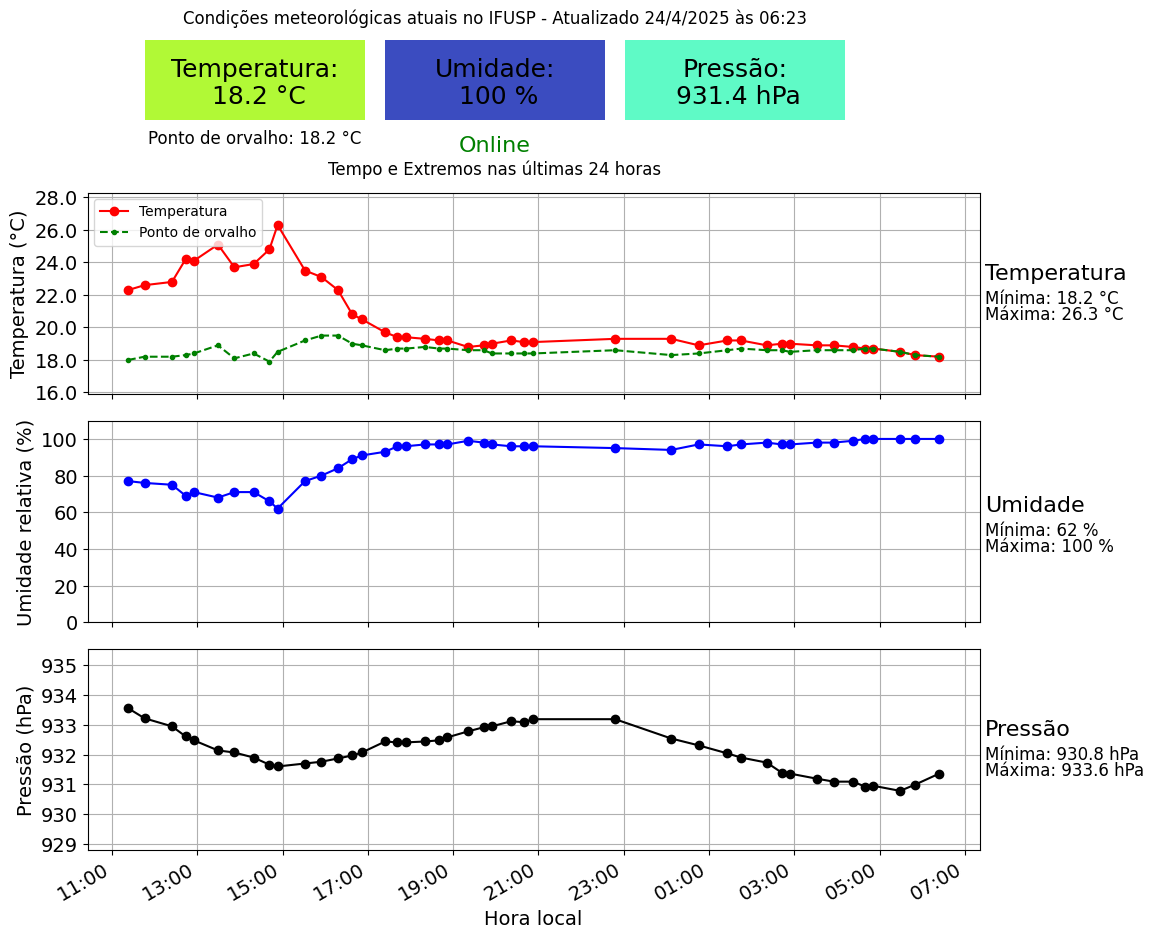 Condições meteorológicas atuais no IFUSP - Atualizado 24/4/2025 às 06:23
Temperatura:
18.2 °C
Umidade:
100 %
Pressão:
931.4 hPa
Ponto de orvalho: 18.2 °C
Online
Tempo e Extremos nas últimas 24 horas
Temperatura (°C)
28.0
26.0
24.0
22.0
20.0
18.0
16.0
Temperatura
Ponto de orvalho
Temperatura
Mínima: 18.2 °C
Máxima: 26.3 °C
Umidade relativa (%)
100
80
60
40
20
0
Umidade
Mínima: 62 %
Máxima: 100 %
Pressão (hPa)
935
934
933
932
931
930
929
Pressão
Mínima: 930.8 hPa
Máxima: 933.6 hPa
11:00
13:00
15:00
17:00
19:00
21:00
23:00
01:00
03:00
05:00
07:00
Hora local